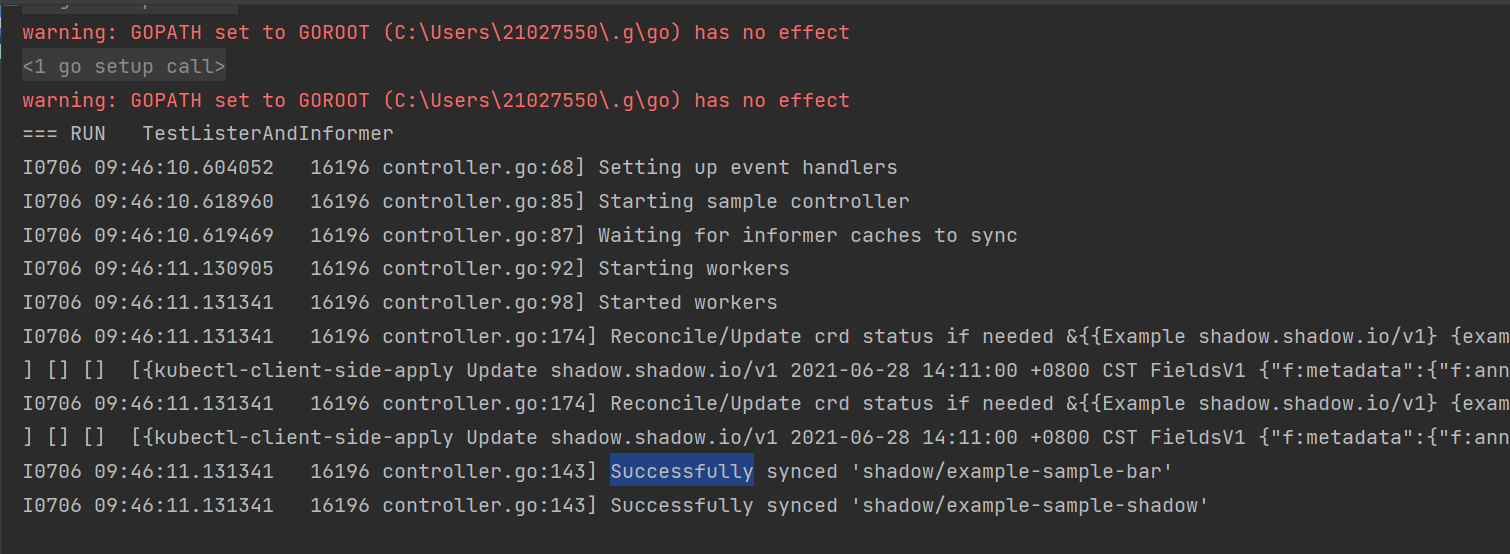 warning: GOPATH set to GOROOT (C:\Users\21027550\.g\go) has no effect
<1 go setup call>
warning: GOPATH set to GOROOT (C:\Users\21027550\.g\go) has no effect
=== RUN   TestListerAndInformer
I0706 09:46:10.604052   16196 controller.go:68] Setting up event handlers
I0706 09:46:10.618960   16196 controller.go:85] Starting sample controller
I0706 09:46:10.619469   16196 controller.go:87] Waiting for informer caches to sync
I0706 09:46:11.130905   16196 controller.go:92] Starting workers
I0706 09:46:11.131341   16196 controller.go:98] Started workers
I0706 09:46:11.131341   16196 controller.go:174] Reconcile/Update crd status if needed &{{Example shadow.shadow.io/v1} {exam
] [] []  [{kubectl-client-side-apply Update shadow.shadow.io/v1 2021-06-28 14:11:00 +0800 CST FieldsV1 {"f:metadata":{"f:ann
I0706 09:46:11.131341   16196 controller.go:174] Reconcile/Update crd status if needed &{{Example shadow.shadow.io/v1} {exam
] [] []  [{kubectl-client-side-apply Update shadow.shadow.io/v1 2021-06-28 14:11:00 +0800 CST FieldsV1 {"f:metadata":{"f:ann
I0706 09:46:11.131341   16196 controller.go:143] Successfully synced 'shadow/example-sample-bar'
I0706 09:46:11.131341   16196 controller.go:143] Successfully synced 'shadow/example-sample-shadow'